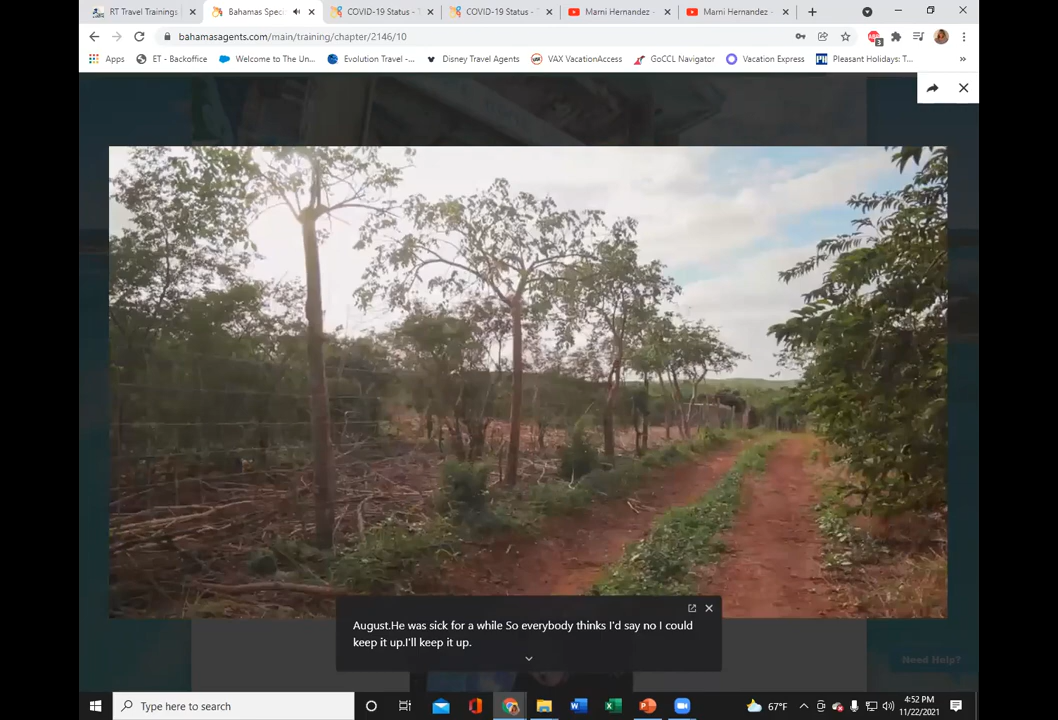 RT Travel Trainings
Bahamas Speci
COVID-19 Status - T
COVID-19 Status - T
Marni Hernandez -
Marni Hernandez -
bahamasagents.com/main/training/chapter/2146/10
3
Apps
ET - Backoffice
Welcome to The Un...
Evolution Travel -...
Disney Travel Agents
VAX VacationAccess
GoCCL Navigator
Vacation Express
PH
Pleasant Holidays: T...
»
August.He was sick for a while So everybody thinks I'd say no I could
keep it up.I'll keep it up.
Need Help?
Type here to search
67°F
4:52 PM
11/22/2021